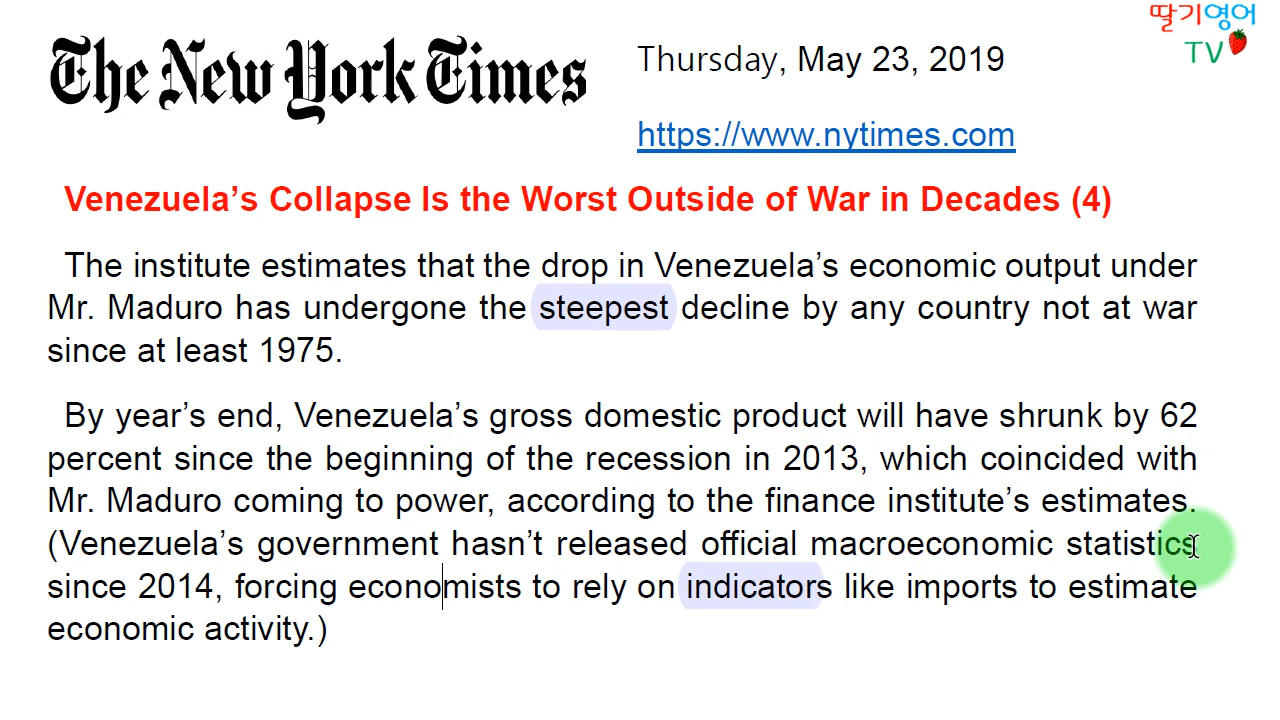 딸기영어
TV
The New York Times
Thursday, May 23, 2019
https://www.nytimes.com
Venezuela’s Collapse Is the Worst Outside of War in Decades (4)
The institute estimates that the drop in Venezuela’s economic output under
Mr. Maduro has undergone the steepest decline by any country not at war
since at least 1975.
By year’s end, Venezuela’s gross domestic product will have shrunk by 62
percent since the beginning of the recession in 2013, which coincided with
Mr. Maduro coming to power, according to the finance institute’s estimates.
(Venezuela’s government hasn’t released official macroeconomic statistics
since 2014, forcing economists to rely on indicators like imports to estimate
economic activity.)